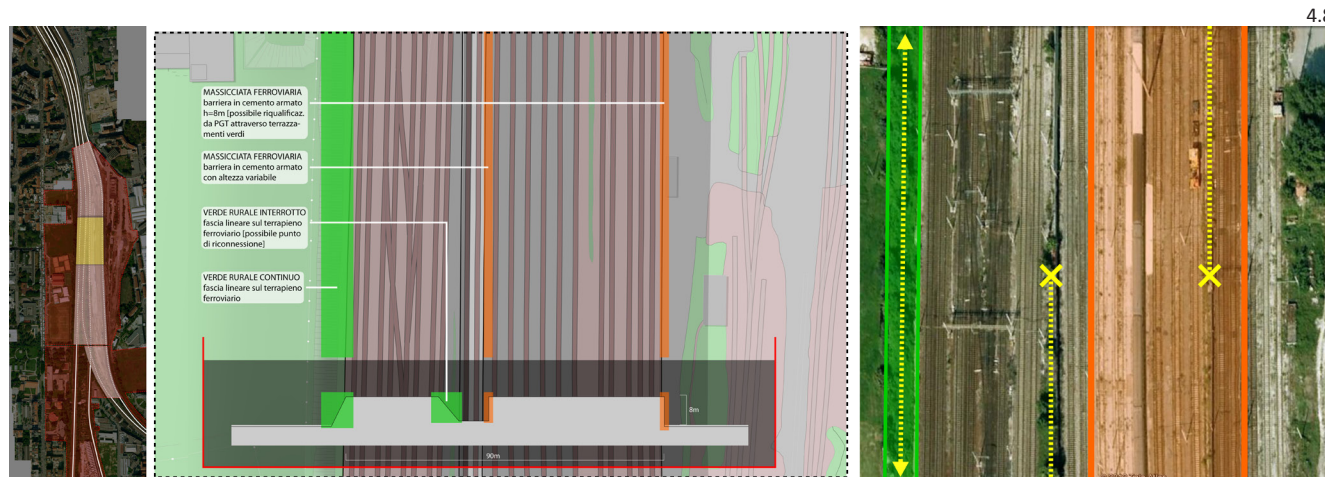 4.8
MASSICCIATA FERROVIARIA
barriera in cemento armato
h=8m [possibile riqualificaz.
da PGT attraverso terrazza-
menti verdi
MASSICCIATA FERROVIARIA
barriera in cemento armato
con altezza variabile
VERDE RURALE INTERROTTO
fascia lineare sul terrapieno
ferroviario [possibile punto
di riconnessione]
VERDE RURALE CONTINUO
fascia lineare sul terrapieno
ferroviario
8m
90m